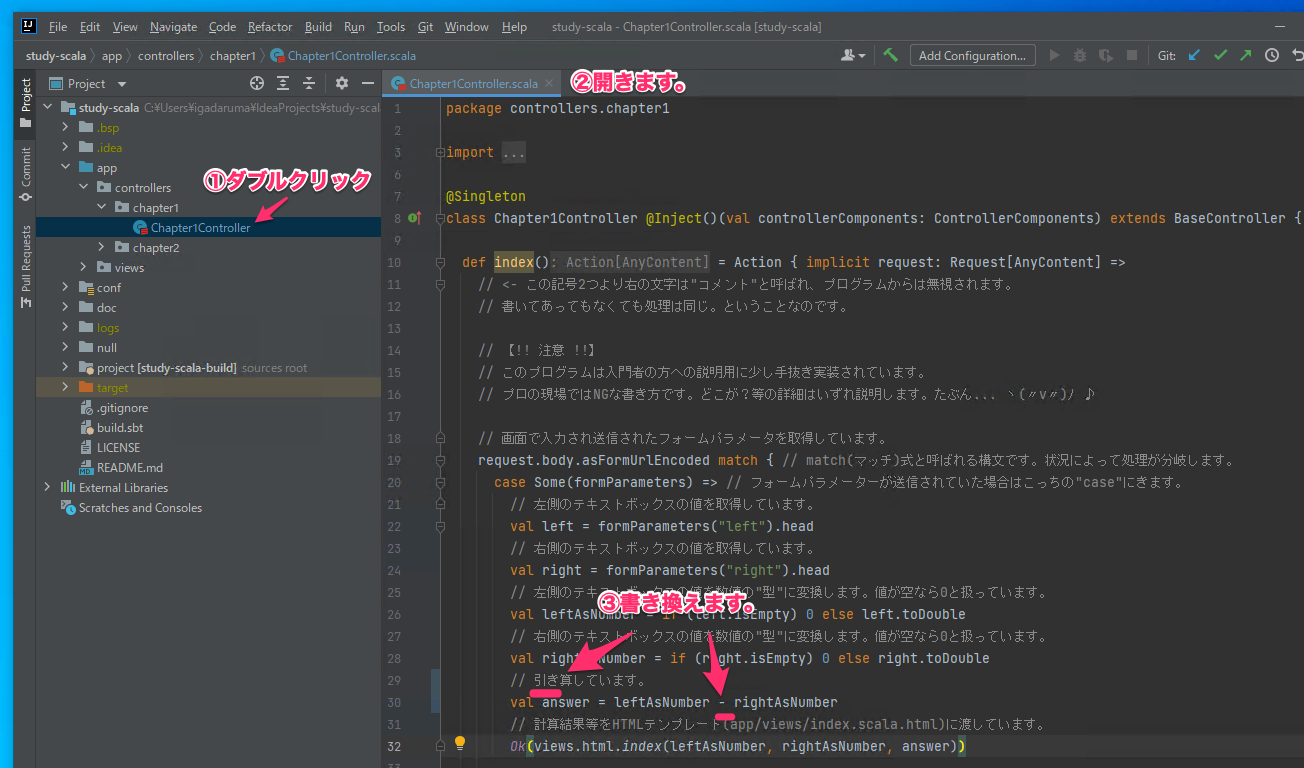 IJ File Edit View Navigate Code Refactor Build Run Tools Git Window Help study-scala - Chapter1Controller.scala [study-scala]
study-scala app controllers chapter1 Chapter1Controller.scala Add Configuration... Git:
Project
Commit
Pull Requests
Project
study-scala C:¥Users¥igadaruma¥IdeaProjects¥study-scal
.bsp
.idea
app
controllers
chapter1
Chapter1Controller
chapter2
views
conf
doc
logs
null
project [study-scala-build] sources root
target
.gitignore
build.sbt
LICENSE
README.md
External Libraries
Scratches and Consoles
①ダブルクリック
Chapter1Controller.scala
②開きます。
1 package controllers.chapter1
2
3 import ...
6
7 @Singleton
8 class Chapter1Controller @Inject()(val controllerComponents: ControllerComponents) extends BaseController {
9
10 def index(): Action[AnyContent] = Action { implicit request: Request[AnyContent] =>
11 // <- この記号2つより右の文字は"コメント"と呼ばれ、プログラムからは無視されます。
12 // 書いてあってもなくても処理は同じ。ということなのです。
13
14 // 【!! 注意 !!】
15 // このプログラムは入門者の方への説明用に少し手抜き実装されています。
16 // プロの現場ではNGな書き方です。どこが？等の詳細はいずれ説明します。たぶん... ヽ(〃v〃)ﾉ ♪
17
18 // 画面で入力され送信されたフォームパラメータを取得しています。
19 request.body.asFormUrlEncoded match { // match(マッチ)式と呼ばれる構文です。状況によって処理が分岐します。
20 case Some(formParameters) => // フォームパラメーターが送信されていた場合はこっちの"case"にきます。
21 // 左側のテキストボックスの値を取得しています。
22 val left = formParameters("left").head
23 // 右側のテキストボックスの値を取得しています。
24 val right = formParameters("right").head
25 // 左側のテキストボックスの値を数値の"型"に変換します。値が空なら0と扱っています。
③書き換えます。
26 val leftAsNumber = if (left.isEmpty) 0 else left.toDouble
27 // 右側のテキストボックスの値を数値の"型"に変換します。値が空なら0と扱っています。
28 val rightAsNumber = if (right.isEmpty) 0 else right.toDouble
29 // 引き算しています。
30 val answer = leftAsNumber - rightAsNumber
31 // 計算結果等をHTMLテンプレート(app/views/index.scala.html)に渡しています。
32 Ok(views.html.index(leftAsNumber, rightAsNumber, answer))